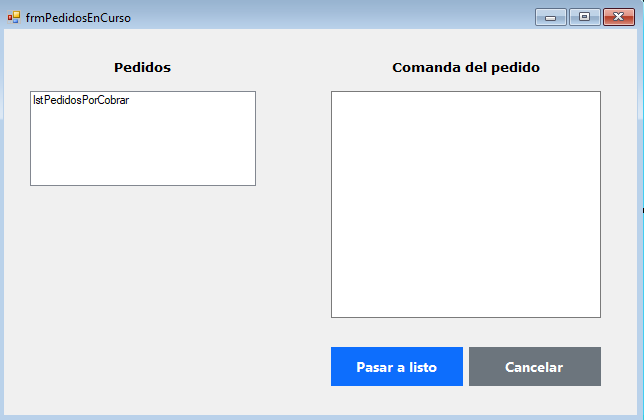 frmPedidosEnCurso
Pedidos
Comanda del pedido
lstPedidosPorCobrar
Pasar a listo
Cancelar